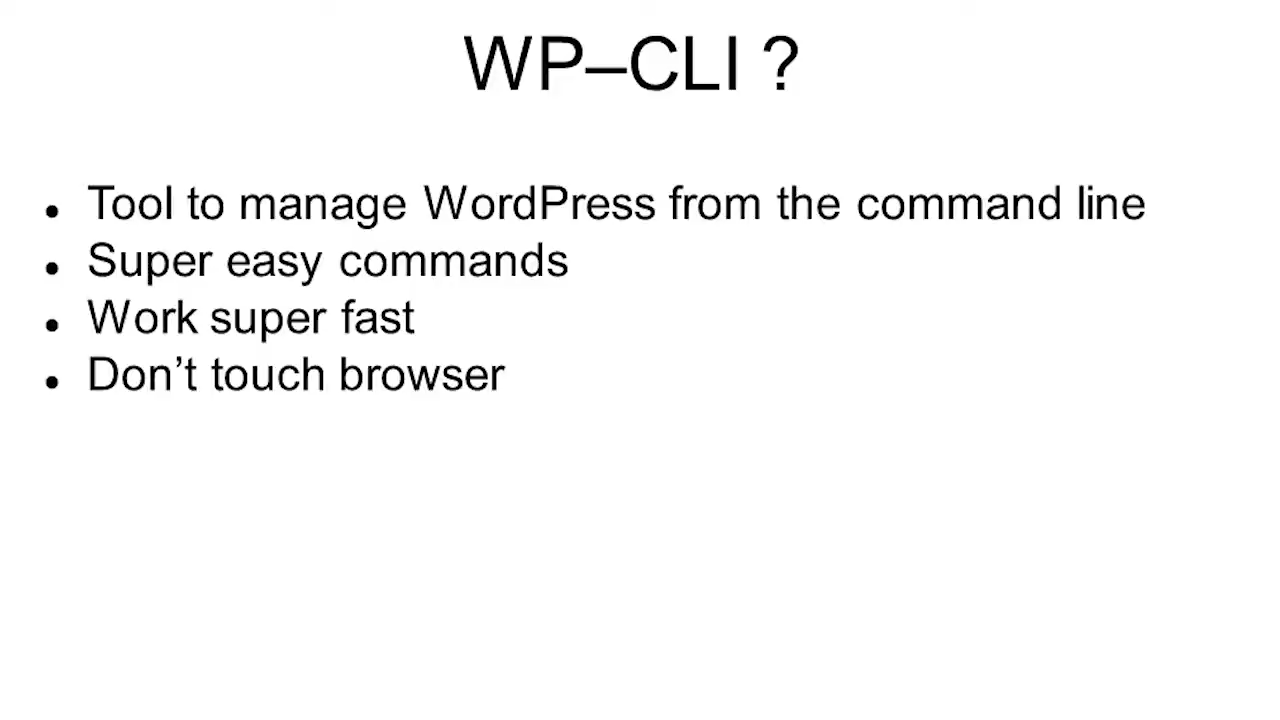 WP–CLI ?
● Tool to manage WordPress from the command line
● Super easy commands
● Work super fast
● Don’t touch browser